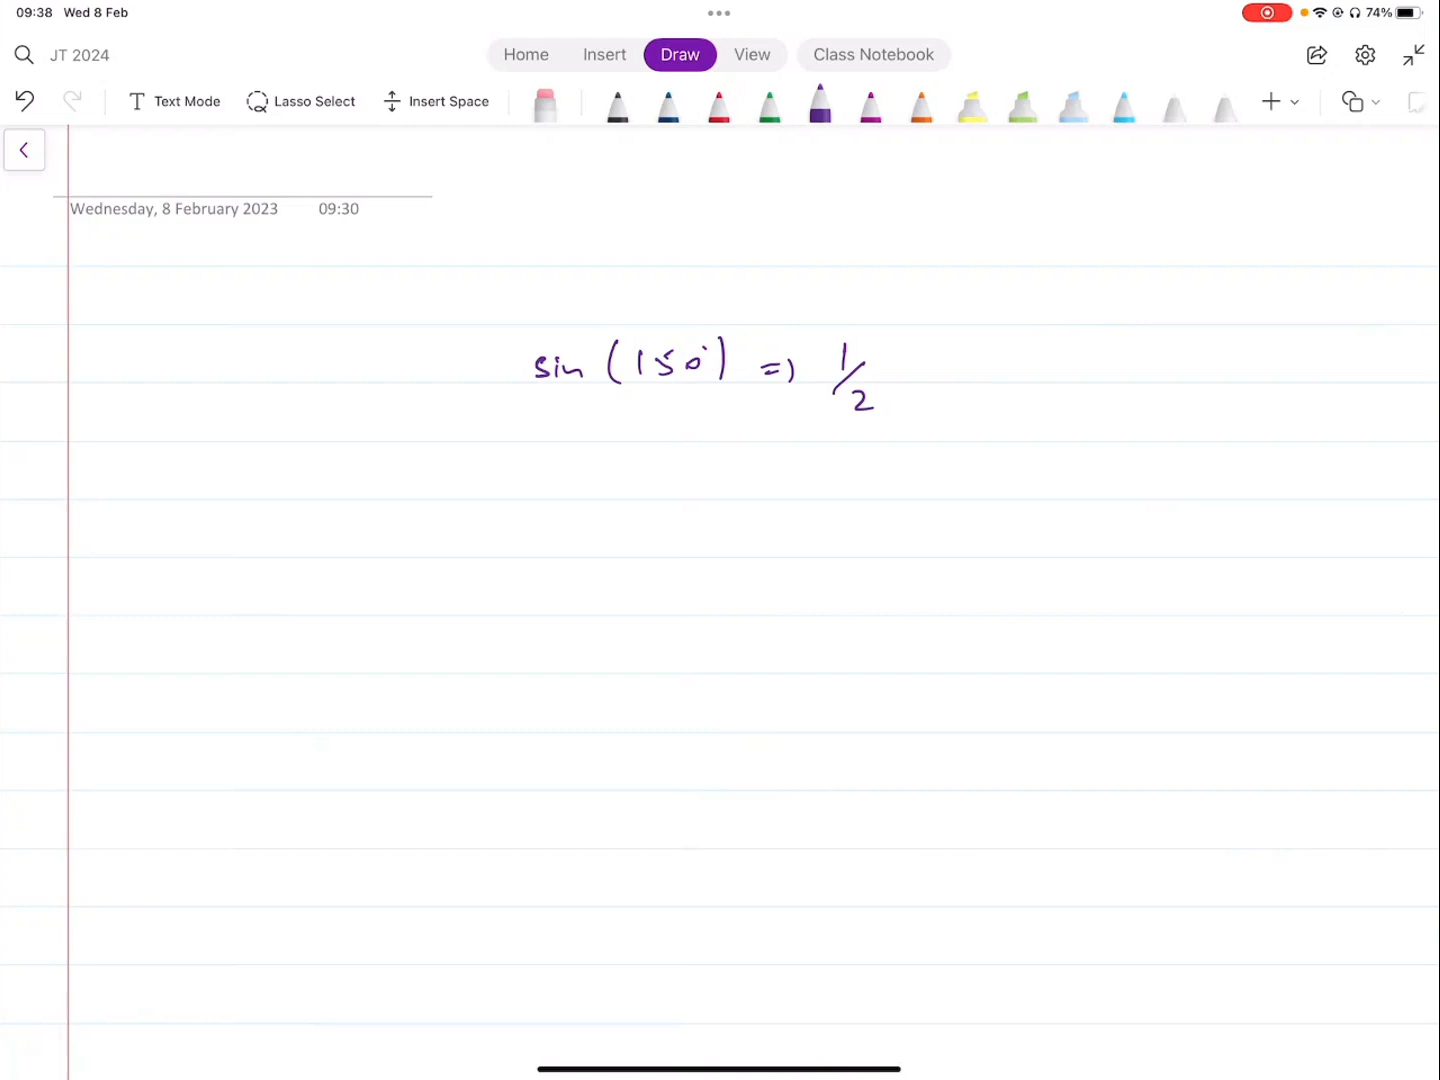 09:38 Wed 8 Feb 74%
JT 2024 Home Insert Draw View Class Notebook
Text Mode Lasso Select Insert Space
Wednesday, 8 February 2023 09:30
sin (150°) => 1/2